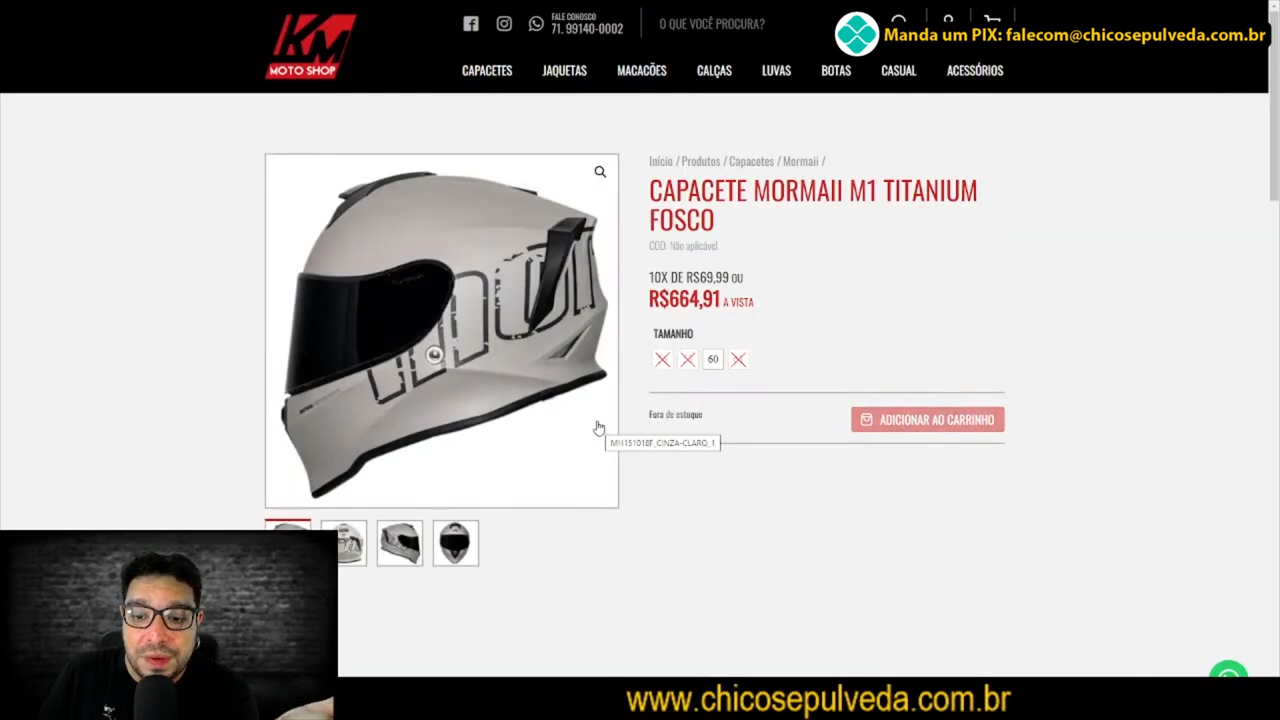 KM
MOTO SHOP
FALE CONOSCO
71. 99140-0002
O QUE VOCÊ PROCURA?
Manda um PIX: falecom@chicosepulveda.com.br
CAPACETES
JAQUETAS
MACACÕES
CALÇAS
LUVAS
BOTAS
CASUAL
ACESSÓRIOS
Início / Produtos / Capacetes / Mormaii /
CAPACETE MORMAII M1 TITANIUM
FOSCO
COD: Não aplicável
10X DE R$69,99 OU
R$664,91 A VISTA
TAMANHO
60
Fora de estoque
ADICIONAR AO CARRINHO
MH151018F_CINZA-CLARO_1
www.chicosepulveda.com.br